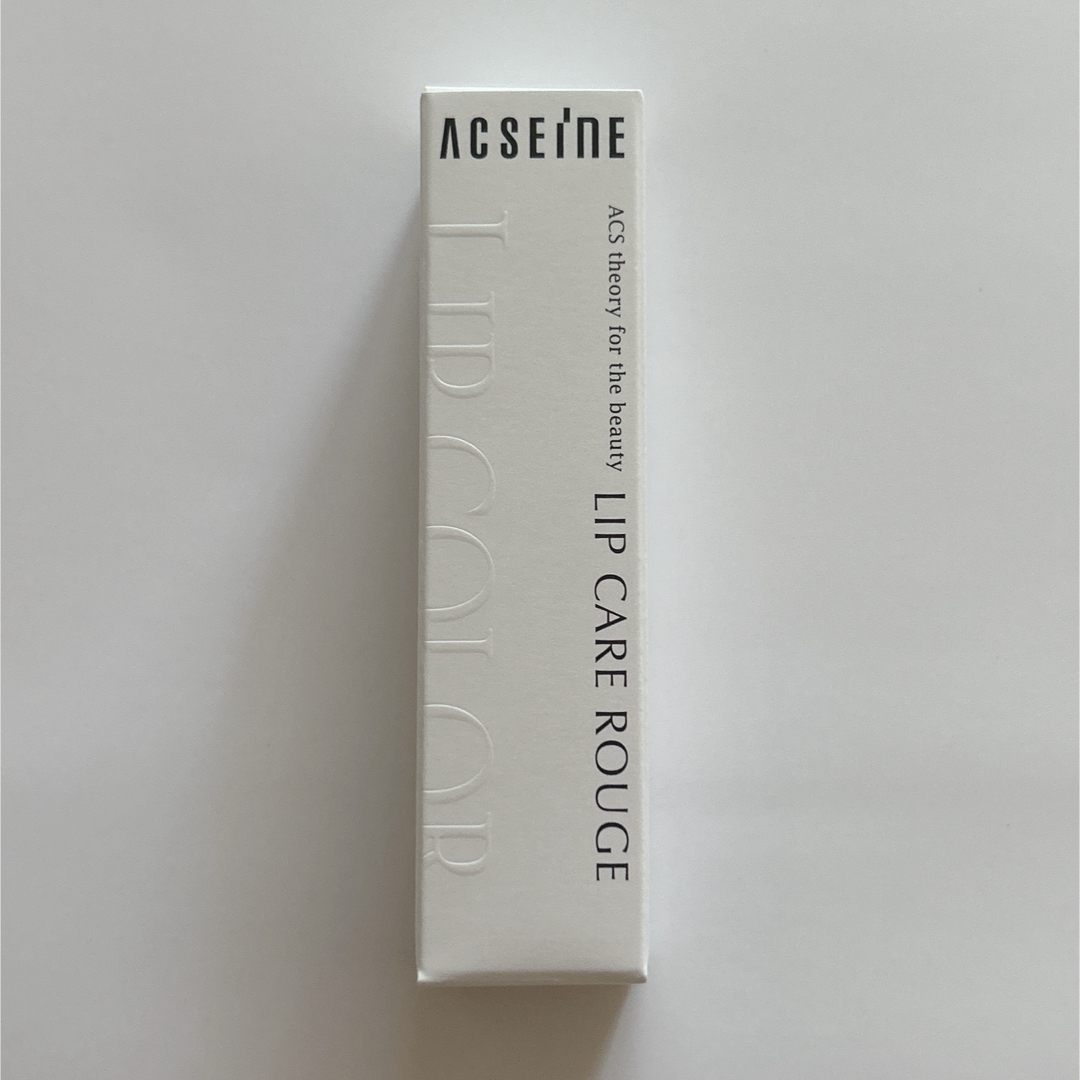 ACSEINE
ACS theory for the beauty LIP CARE ROUGE
LIP COLOR